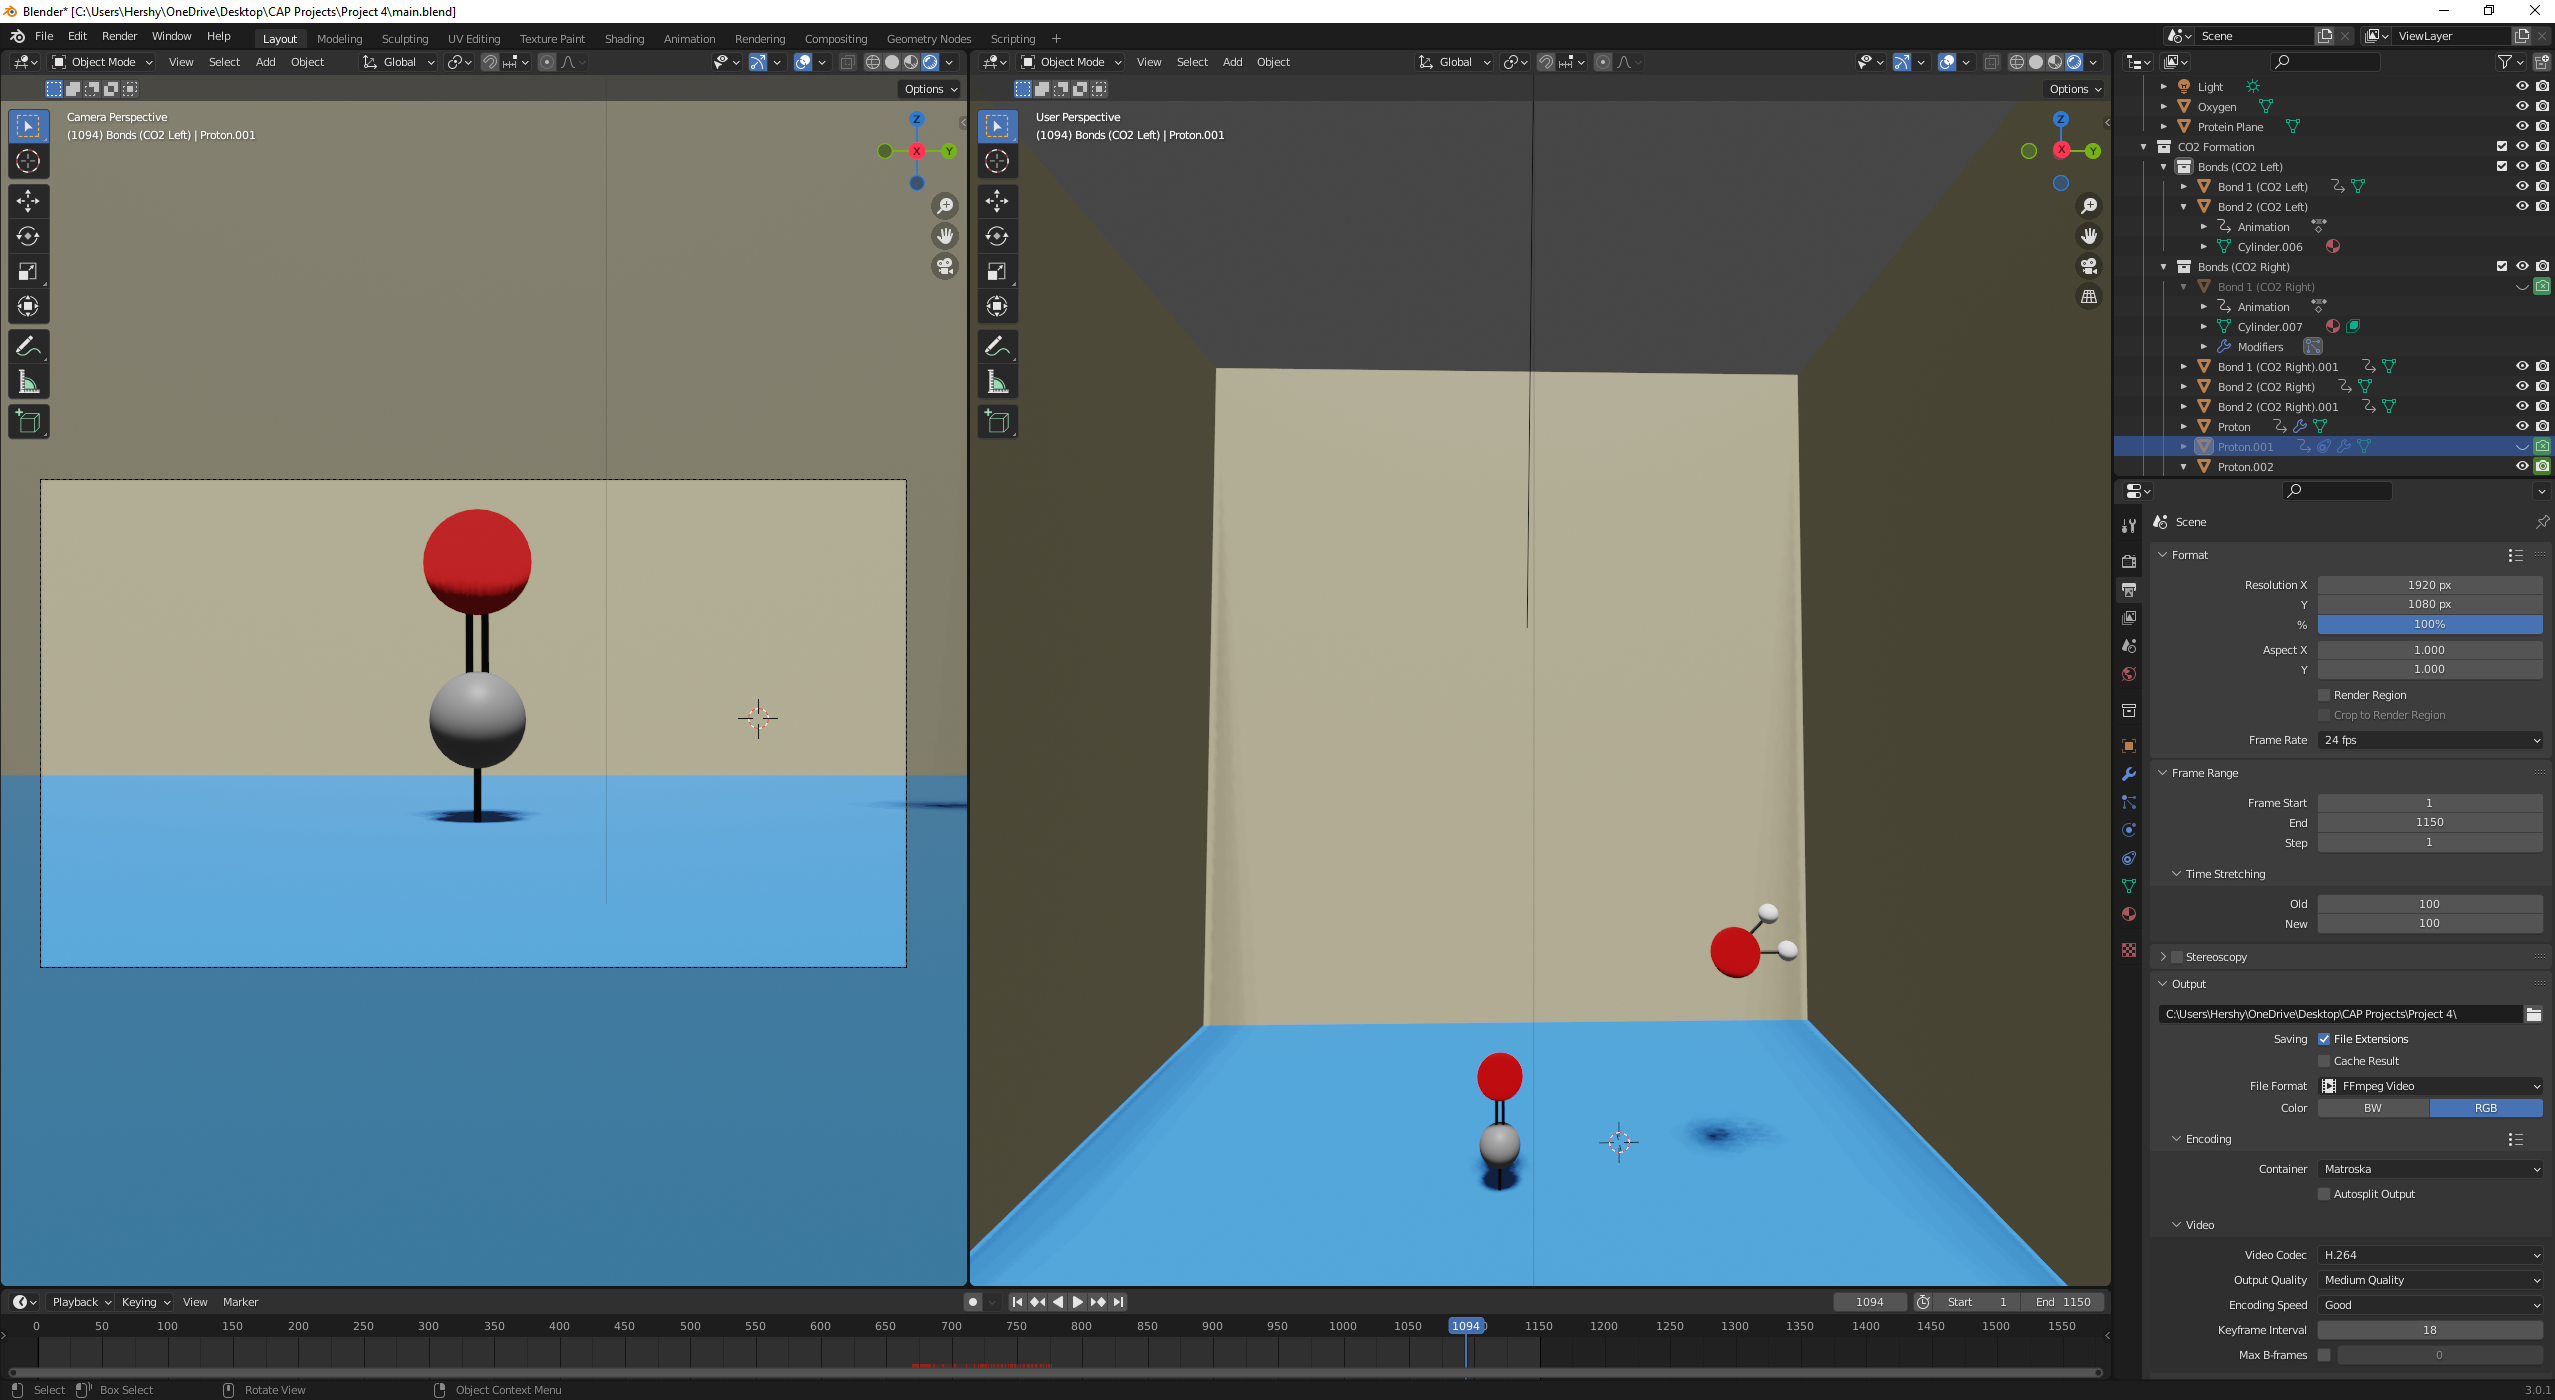 Blender* [C:\Users\Hershy\OneDrive\Desktop\CAP Projects\Project 4\main.blend]
File Edit Render Window Help Layout Modeling Sculpting UV Editing Texture Paint Shading Animation Rendering Compositing Geometry Nodes Scripting + Scene ViewLayer
Object Mode View Select Add Object Global
Object Mode View Select Add Object Global
Options
Options
Camera Perspective
(1094) Bonds (CO2 Left) | Proton.001
Z
X
Y
User Perspective
(1094) Bonds (CO2 Left) | Proton.001
Z
X
Y
Light
Oxygen
Protein Plane
CO2 Formation
Bonds (CO2 Left)
Bond 1 (CO2 Left)
Bond 2 (CO2 Left)
Animation
Cylinder.006
Bonds (CO2 Right)
Bond 1 (CO2 Right)
Animation
Cylinder.007
Modifiers
Bond 1 (CO2 Right).001
Bond 2 (CO2 Right)
Bond 2 (CO2 Right).001
Proton
Proton.001
Proton.002
Scene
Format
Resolution X 1920 px
Y 1080 px
% 100%
Aspect X 1.000
Y 1.000
Render Region
Crop to Render Region
Frame Rate 24 fps
Frame Range
Frame Start 1
End 1150
Step 1
Time Stretching
Old 100
New 100
Stereoscopy
Output
C:\Users\Hershy\OneDrive\Desktop\CAP Projects\Project 4\
Saving File Extensions
Cache Result
File Format FFmpeg Video
Color BW RGB
Encoding
Container Matroska
Autosplit Output
Video
Video Codec H.264
Output Quality Medium Quality
Encoding Speed Good
Keyframe Interval 18
Max B-frames 0
Playback Keying View Marker 1094 Start 1 End 1150
0 50 100 150 200 250 300 350 400 450 500 550 600 650 700 750 800 850 900 950 1000 1050 1094 1150 1200 1250 1300 1350 1400 1450 1500 1550
Select Box Select Rotate View Object Context Menu 3.0.1